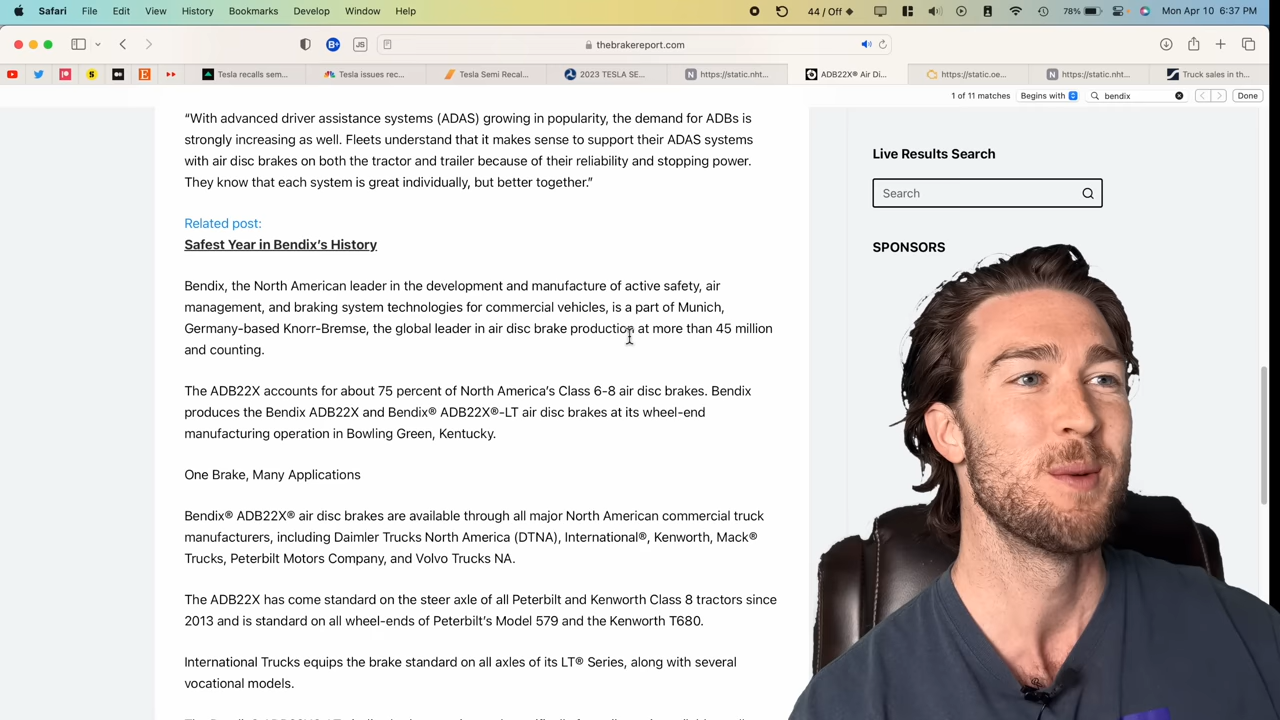 Safari File Edit View History Bookmarks Develop Window Help 44 / Off 78% Mon Apr 10 6:37 PM
B+ JS thebrakereport.com
Tesla recalls sem... Tesla issues rec... Tesla Semi Recal... 2023 TESLA SE... https://static.nht... ADB22X® Air Di... https://static.oe... https://static.nht... Truck sales in th...
1 of 11 matches Begins with bendix Done
“With advanced driver assistance systems (ADAS) growing in popularity, the demand for ADBs is
strongly increasing as well. Fleets understand that it makes sense to support their ADAS systems
with air disc brakes on both the tractor and trailer because of their reliability and stopping power.
They know that each system is great individually, but better together.”
Related post:
Safest Year in Bendix’s History
Bendix, the North American leader in the development and manufacture of active safety, air
management, and braking system technologies for commercial vehicles, is a part of Munich,
Germany-based Knorr-Bremse, the global leader in air disc brake production at more than 45 million
and counting.
The ADB22X accounts for about 75 percent of North America’s Class 6-8 air disc brakes. Bendix
produces the Bendix ADB22X and Bendix® ADB22X®-LT air disc brakes at its wheel-end
manufacturing operation in Bowling Green, Kentucky.
One Brake, Many Applications
Bendix® ADB22X® air disc brakes are available through all major North American commercial truck
manufacturers, including Daimler Trucks North America (DTNA), International®, Kenworth, Mack®
Trucks, Peterbilt Motors Company, and Volvo Trucks NA.
The ADB22X has come standard on the steer axle of all Peterbilt and Kenworth Class 8 tractors since
2013 and is standard on all wheel-ends of Peterbilt’s Model 579 and the Kenworth T680.
International Trucks equips the brake standard on all axles of its LT® Series, along with several
vocational models.
Live Results Search
Search
SPONSORS